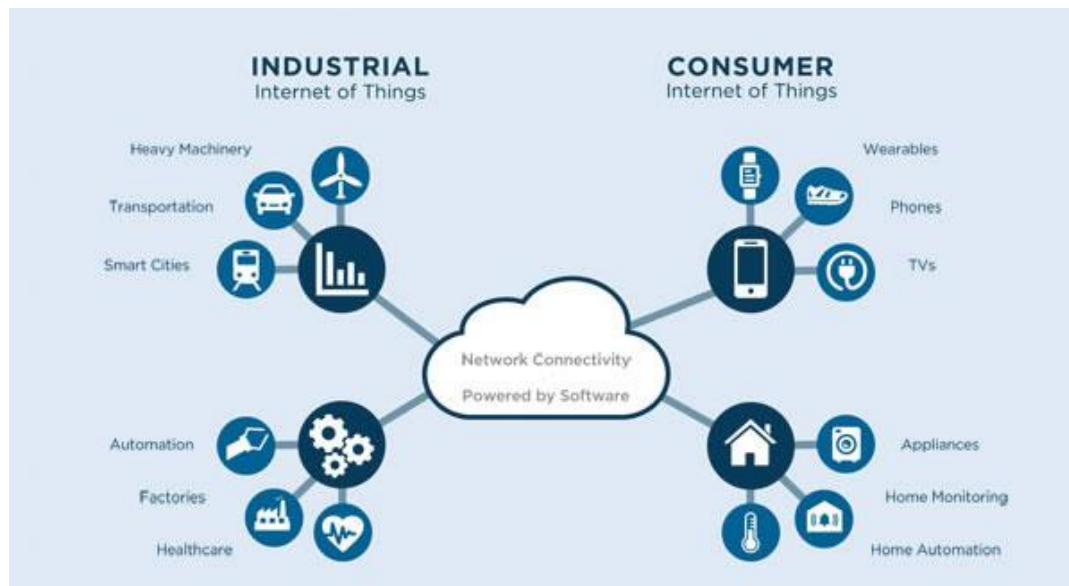 INDUSTRIAL
Internet of Things
CONSUMER
Internet of Things
Heavy Machinery
Transportation
Smart Cities
Wearables
Phones
TVs
Network Connectivity
Powered by Software
Automation
Factories
Healthcare
Appliances
Home Monitoring
Home Automation